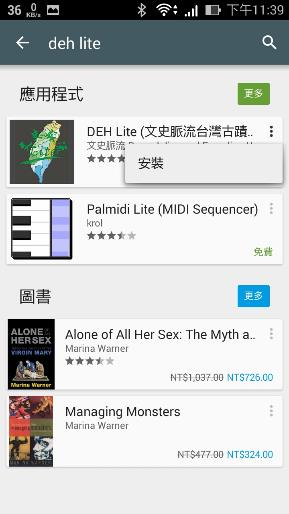 36 0 KB/s 下午11:39
deh lite
應用程式 更多
DEH Lite (文史脈流台灣古蹟..
文史脈流
安裝
Palmidi Lite (MIDI Sequencer)
krol
免費
圖書 更多
ALONE OF
ALL HER SEX
VIRGIN MARY
Marina Warner
Alone of All Her Sex: The Myth a..
Marina Warner
NT$1,037.00 NT$726.00
Managing Monsters
Marina Warner
NT$477.00 NT$324.00